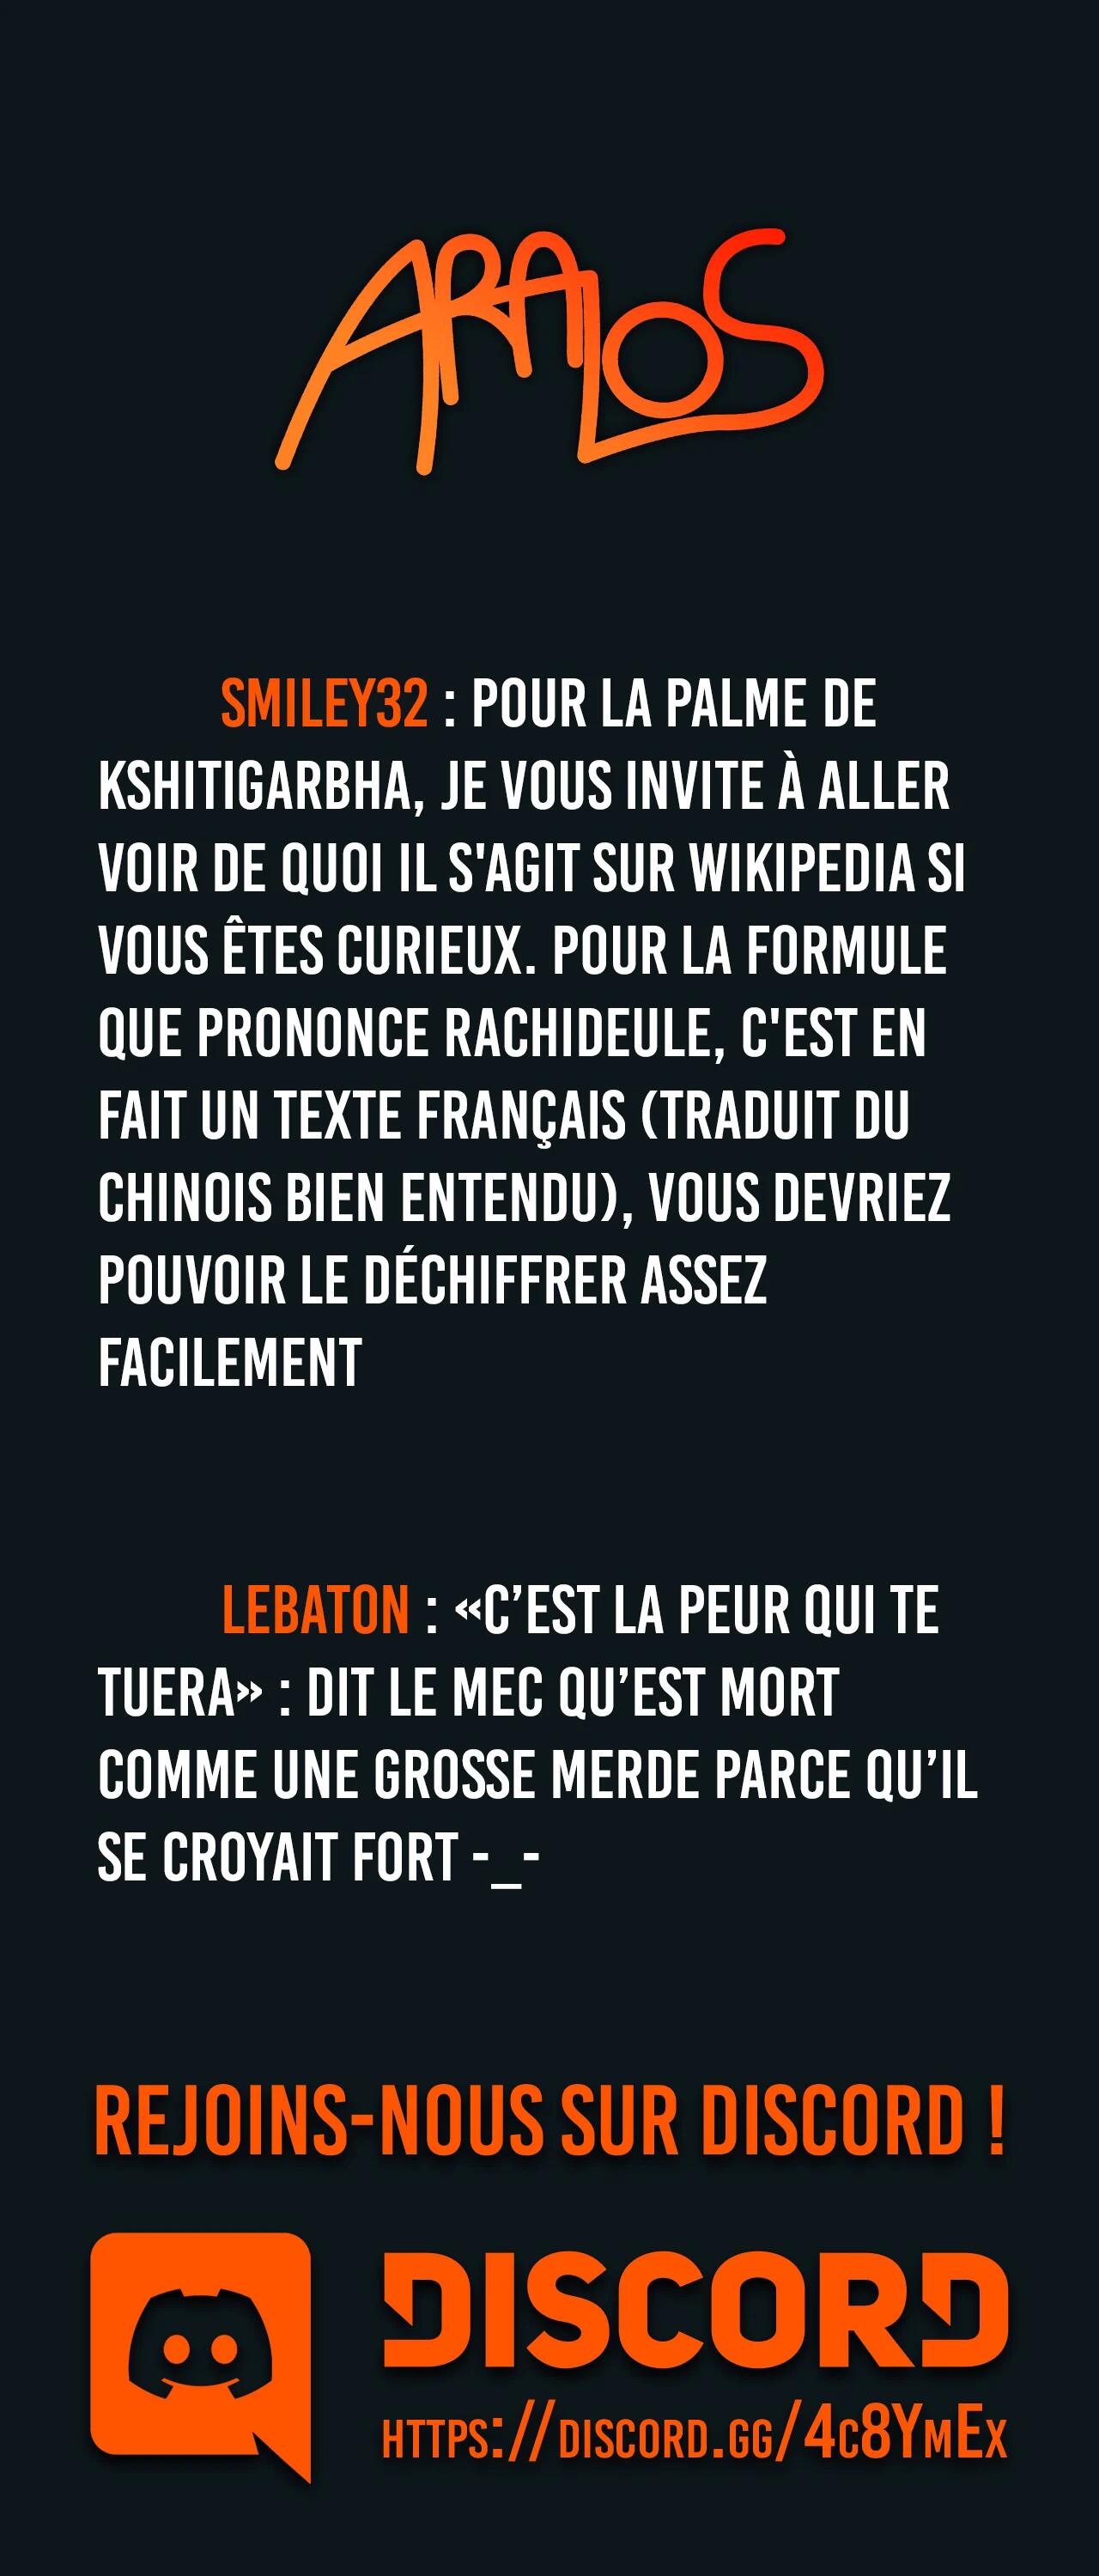 ARALOS
SMILEY32 : POUR LA PALME DE
KSHITIGARBHA, JE VOUS INVITE À ALLER
VOIR DE QUOI IL S'AGIT SUR WIKIPEDIA SI
VOUS ÊTES CURIEUX. POUR LA FORMULE
QUE PRONONCE RACHIDEULE, C'EST EN
FAIT UN TEXTE FRANÇAIS (TRADUIT DU
CHINOIS BIEN ENTENDU), VOUS DEVRIEZ
POUVOIR LE DÉCHIFFRER ASSEZ
FACILEMENT
LEBATON : «C’EST LA PEUR QUI TE
TUERA» : DIT LE MEC QU’EST MORT
COMME UNE GROSSE MERDE PARCE QU’IL
SE CROYAIT FORT -_-
REJOINS-NOUS SUR DISCORD !
DISCORD
https://discord.gg/4c8YmEx